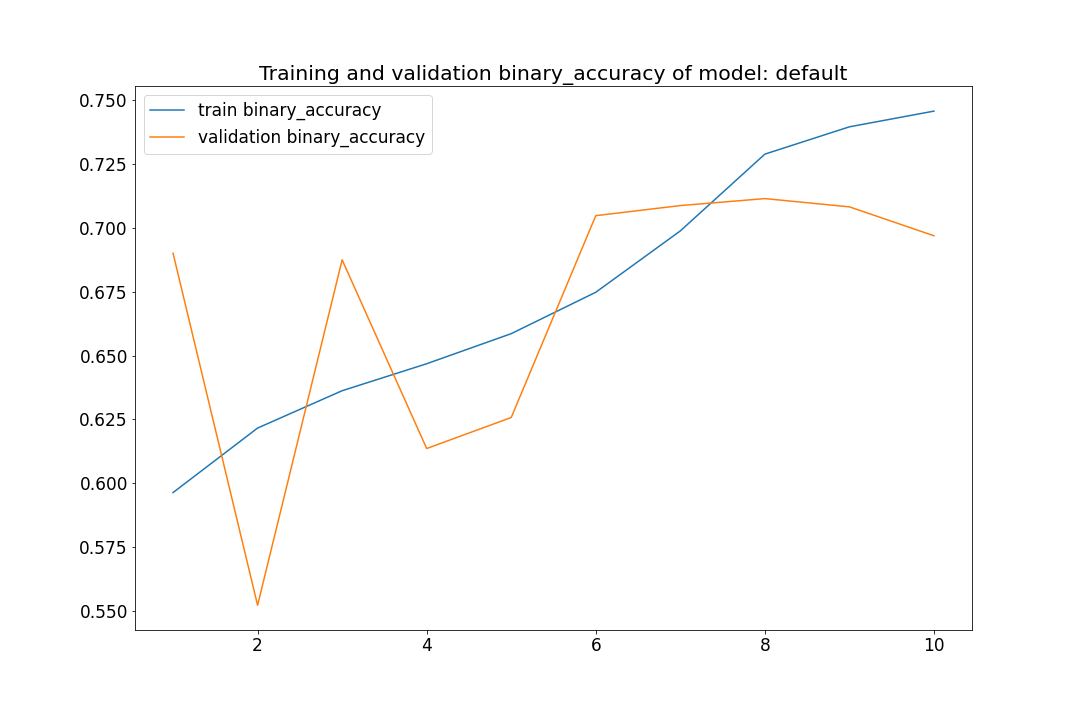 Training and validation binary_accuracy of model: default
train binary_accuracy
validation binary_accuracy
0.750
0.725
0.700
0.675
0.650
0.625
0.600
0.575
0.550
2 4 6 8 10